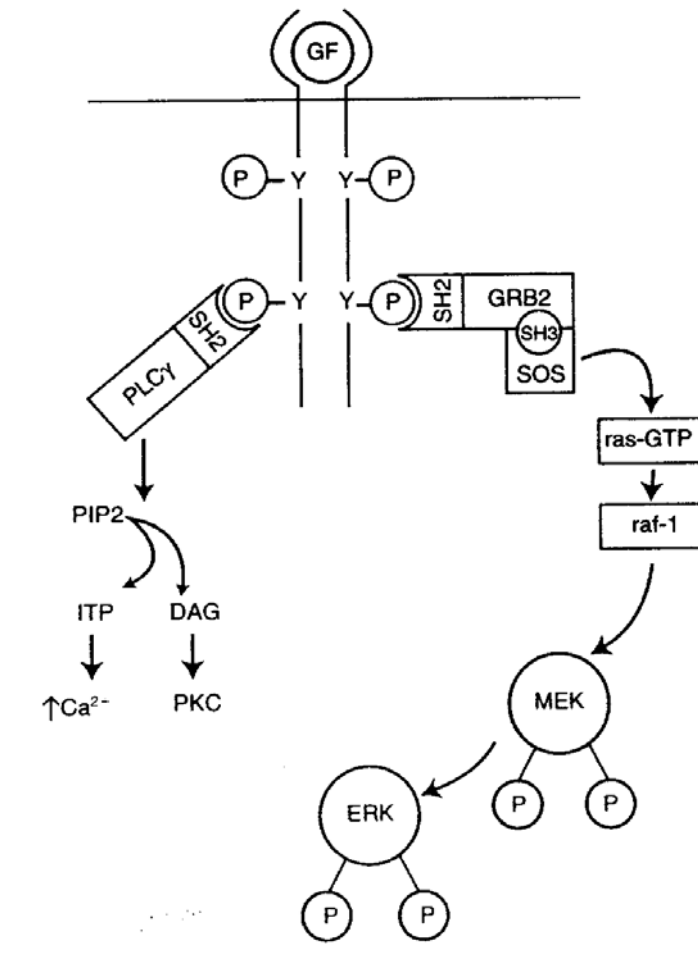 GF
P Y Y P
P Y Y P
SH2 GRB2
SH2
SH3
PLCγ
SOS
ras-GTP
PIP2
raf-1
ITP DAG
↑Ca²⁻ PKC
MEK
P P
ERK
P P